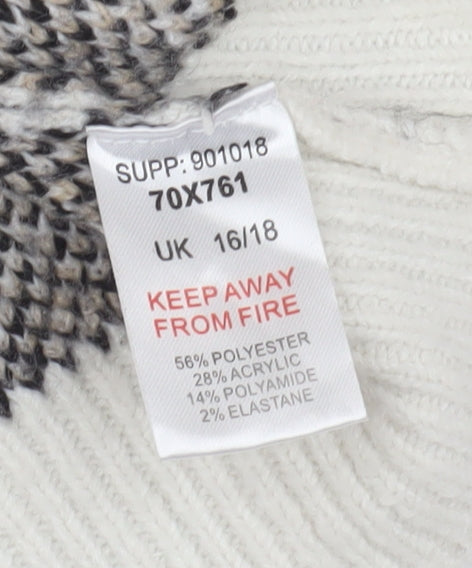 SUPP: 901018
70X761
UK 16/18
KEEP AWAY
FROM FIRE
56% POLYESTER
28% ACRYLIC
14% POLYAMIDE
2% ELASTANE